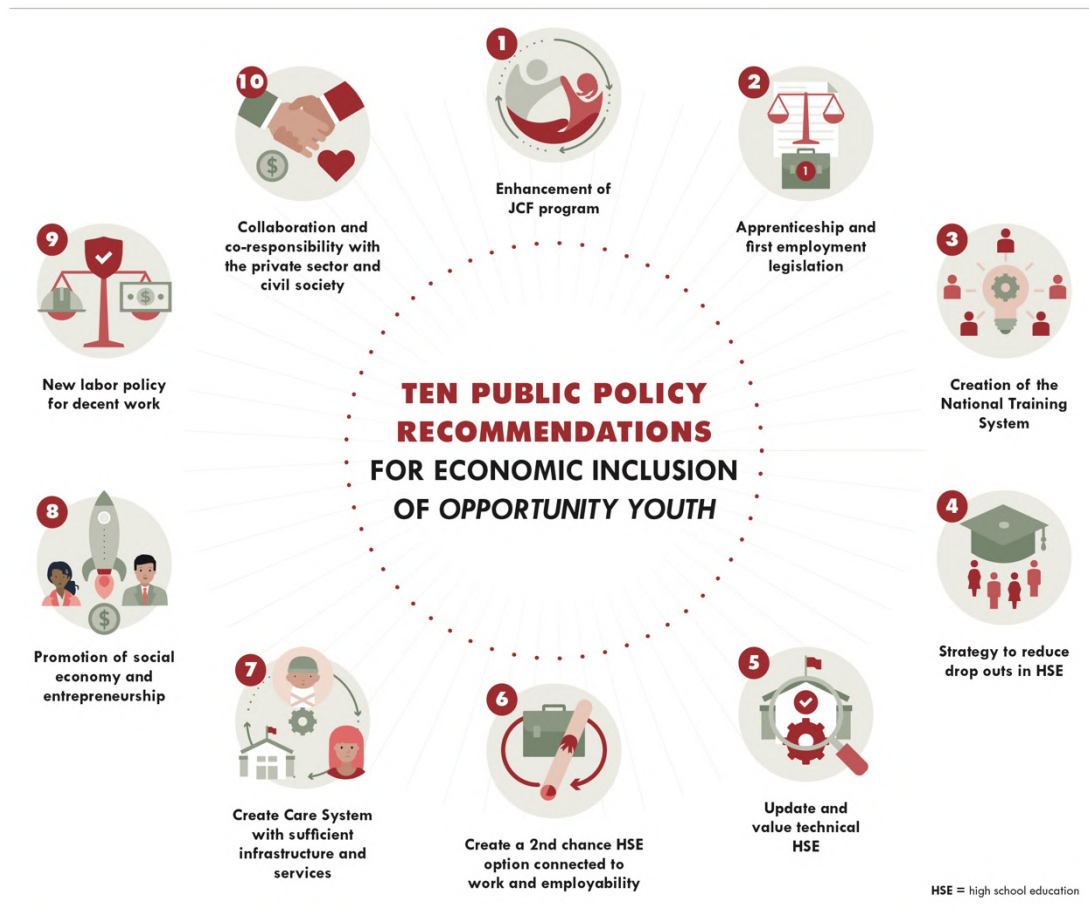 TEN PUBLIC POLICY
RECOMMENDATIONS
FOR ECONOMIC INCLUSION
OF OPPORTUNITY YOUTH
1
Enhancement of
JCF program
2
1
Apprenticeship and
first employment
legislation
3
Creation of the
National Training
System
4
Strategy to reduce
drop outs in HSE
5
Update and
value technical
HSE
6
Create a 2nd chance HSE
option connected to
work and employability
7
Create Care System
with sufficient
infrastructure and
services
8
$
Promotion of social
economy and
entrepreneurship
9
$
New labor policy
for decent work
10
$
Collaboration and
co-responsibility with
the private sector and
civil society
HSE = high school education